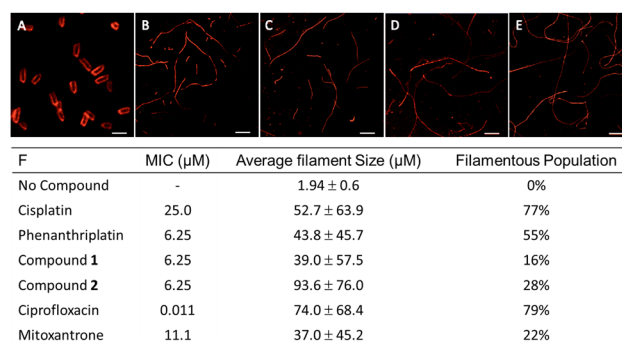 A B C D E
F MIC (µM) Average filament Size (µM) Filamentous Population
No Compound - 1.94 ± 0.6 0%
Cisplatin 25.0 52.7 ± 63.9 77%
Phenanthriplatin 6.25 43.8 ± 45.7 55%
Compound 1 6.25 39.0 ± 57.5 16%
Compound 2 6.25 93.6 ± 76.0 28%
Ciprofloxacin 0.011 74.0 ± 68.4 79%
Mitoxantrone 11.1 37.0 ± 45.2 22%